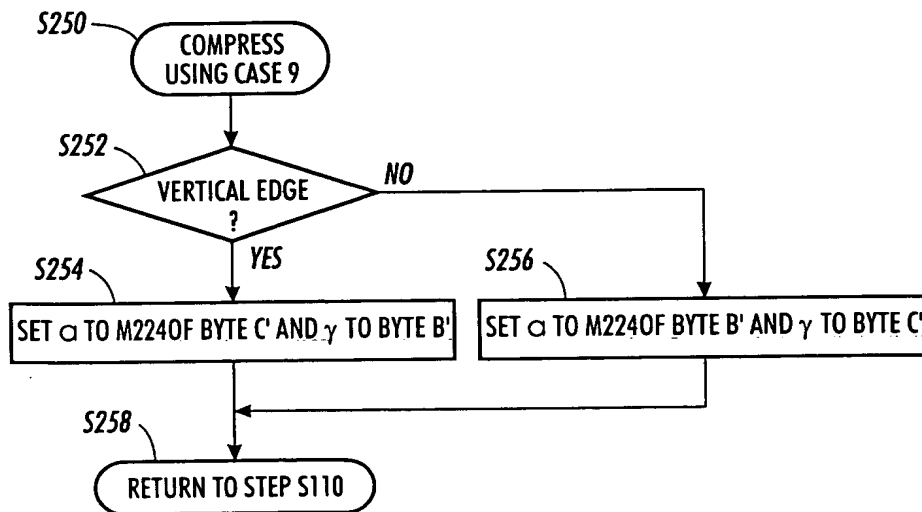 S250
COMPRESS
USING CASE 9
S252
VERTICAL EDGE
?
NO
YES
S254
SET α TO M224OF BYTE C' AND γ TO BYTE B'
S256
SET α TO M224OF BYTE B' AND γ TO BYTE C'
S258
RETURN TO STEP S110